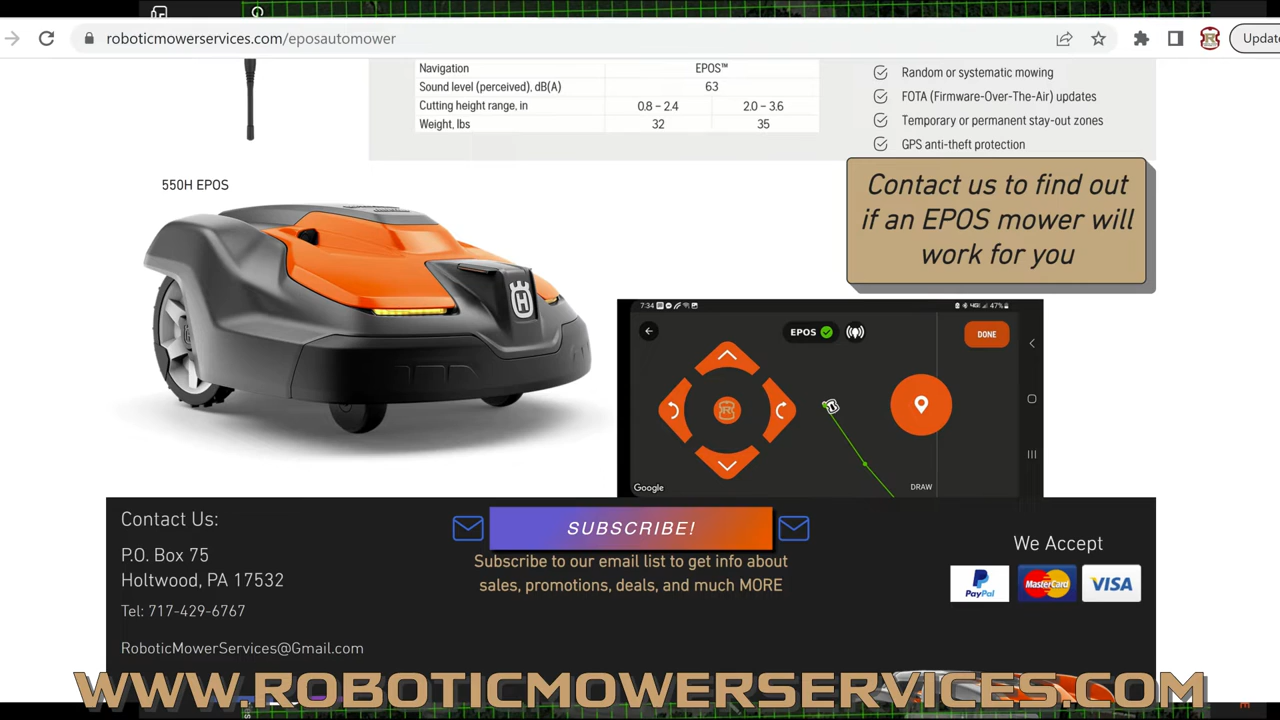 roboticmowerservices.com/eposautomower
Update
Navigation EPOS™
Sound level (perceived), dB(A) 63
Cutting height range, in 0.8 – 2.4 2.0 – 3.6
Weight, lbs 32 35
Random or systematic mowing
FOTA (Firmware-Over-The-Air) updates
Temporary or permanent stay-out zones
GPS anti-theft protection
550H EPOS
Contact us to find out
if an EPOS mower will
work for you
7:34 47%
EPOS
DONE
Google
DRAW
Contact Us:
P.O. Box 75
Holtwood, PA 17532
Tel: 717-429-6767
RoboticMowerServices@Gmail.com
SUBSCRIBE!
Subscribe to our email list to get info about
sales, promotions, deals, and much MORE
We Accept
PayPal MasterCard VISA
WWW.ROBOTICMOWERSERVICES.COM